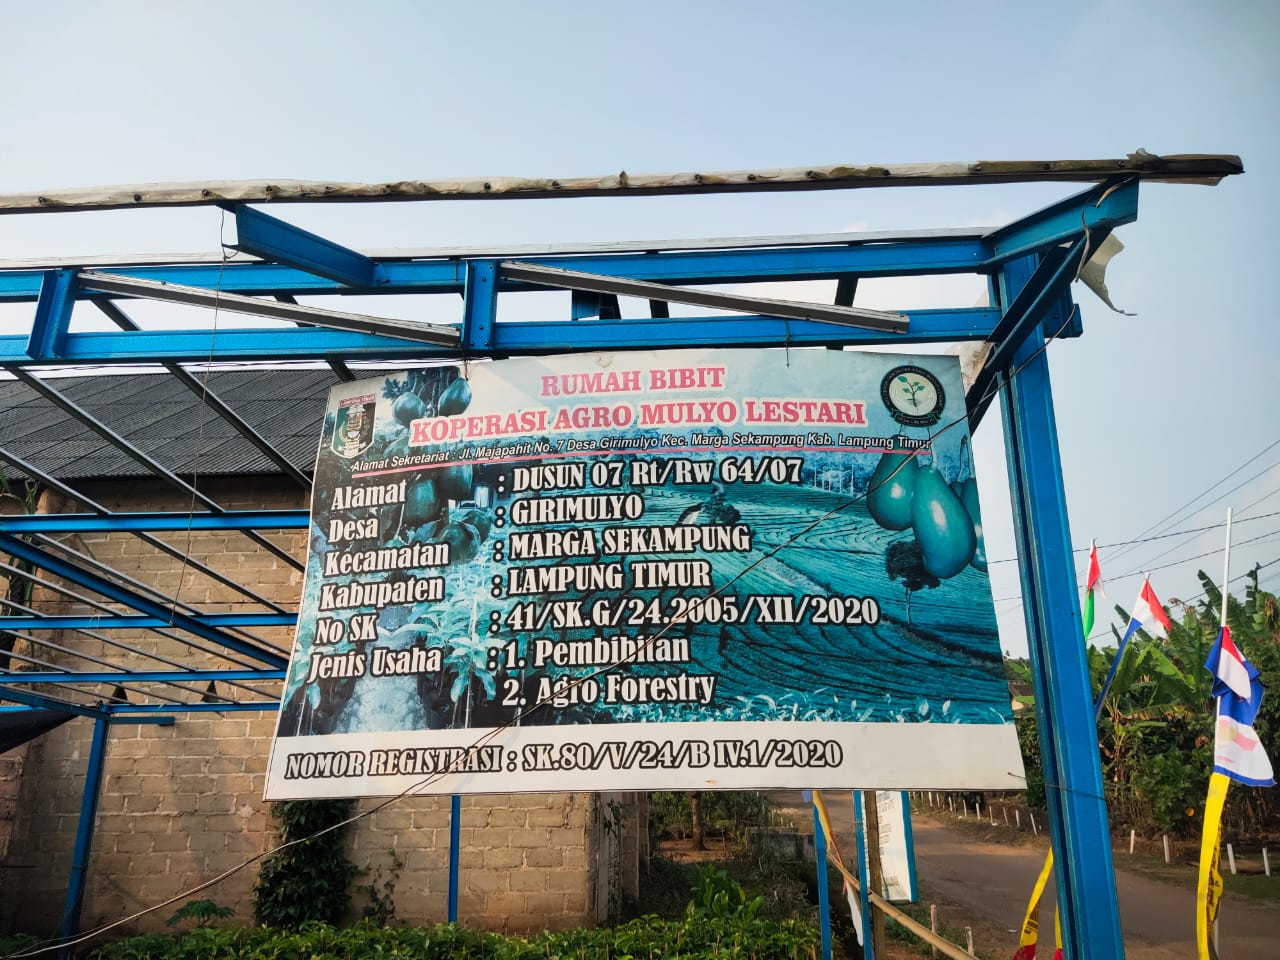 RUMAH BIBIT
KOPERASI AGRO MULYO LESTARI
Alamat Sekretariat : Jl. Majapahit No. 7 Desa Girimulyo Kec. Marga Sekampung Kab. Lampung Timur
Alamat : DUSUN 07 Rt/Rw 64/07
Desa : GIRIMULYO
Kecamatan : MARGA SEKAMPUNG
Kabupaten : LAMPUNG TIMUR
No SK : 41/SK.G/24.2005/XII/2020
Jenis Usaha : 1. Pembibitan
2. Agro Forestry
NOMOR REGISTRASI : SK.80/V/24/B IV.1/2020